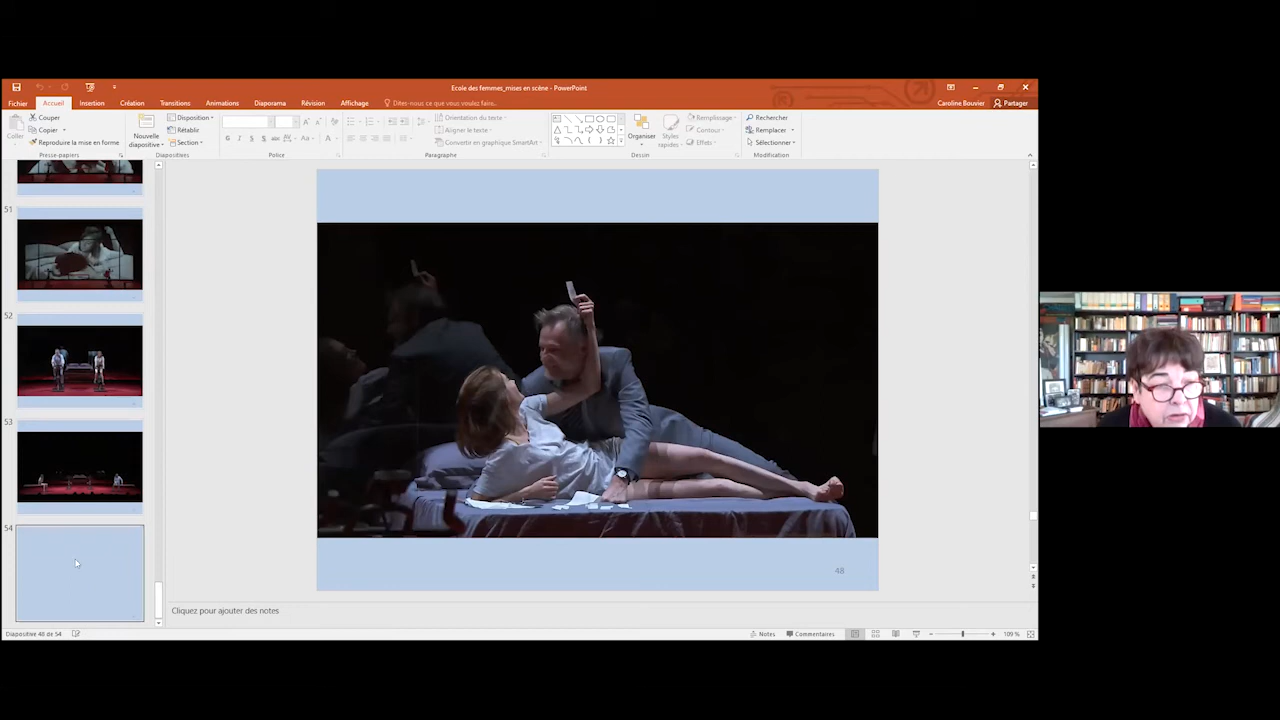 Ecole des femmes_mises en scène - PowerPoint
Fichier Accueil Insertion Création Transitions Animations Diaporama Révision Affichage Dites-nous ce que vous voulez faire. Caroline Bouvier Partager
Coller
Couper
Copier
Reproduire la mise en forme
Presse-papiers
Nouvelle diapositive
Disposition
Rétablir
Section
Diapositives
G I S S abc Aa A
Police
Orientation du texte
Aligner le texte
Convertir en graphique SmartArt
Paragraphe
Organiser
Styles rapides
Remplissage
Contour
Effets
Dessin
Rechercher
Remplacer
Sélectionner
Modification
51
52
53
54
48
Cliquez pour ajouter des notes
Diapositive 48 de 54 Notes Commentaires 109 %